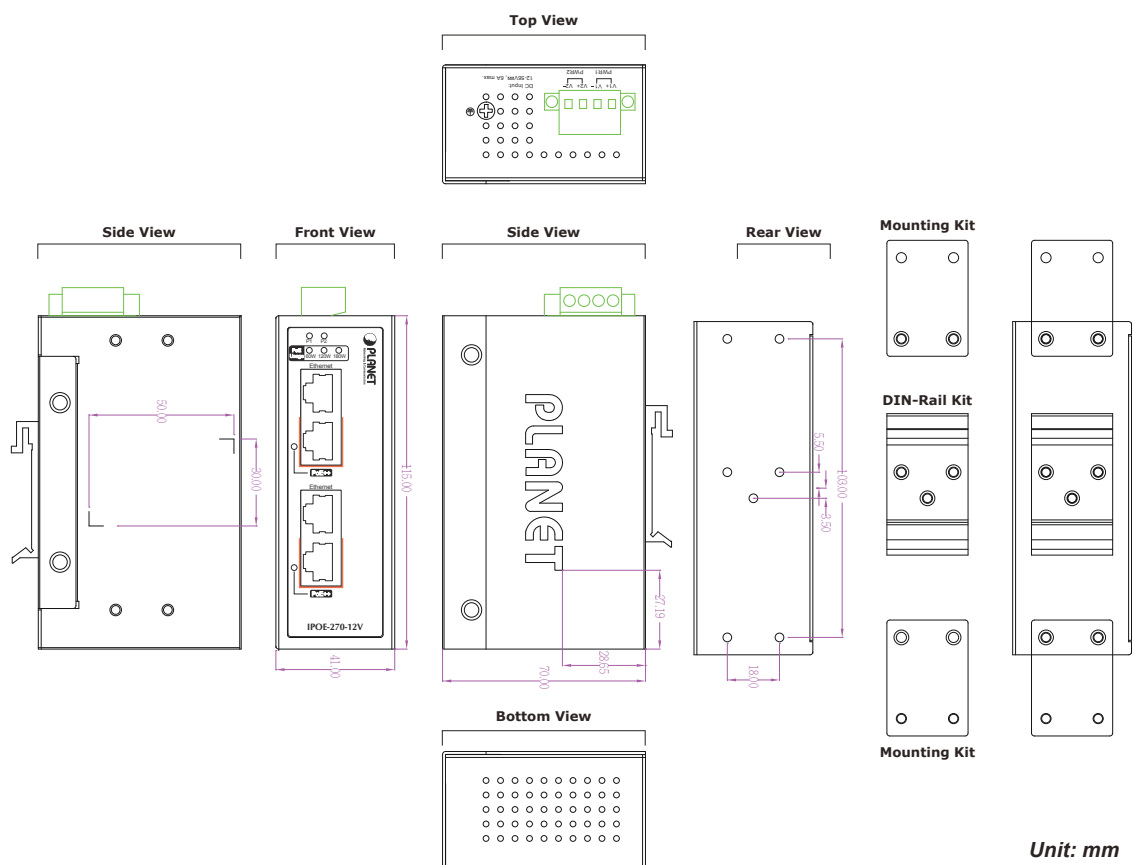 Top View
DC Input:
12-56V⎓, 6A max.
PWR2
PWR1
V2-
V2+
V1-
V1+
Side View
Front View
Side View
Rear View
Mounting Kit
P1
P2
PoE
Usage
60W
120W
180W
PLANET
Ethernet
PoE++
Ethernet
PoE++
IPOE-270-12V
PLANET
DIN-Rail Kit
50.00
30.00
115.00
41.00
27.19
28.65
70.00
5.50
103.00
3.50
18.00
Bottom View
Mounting Kit
Unit: mm